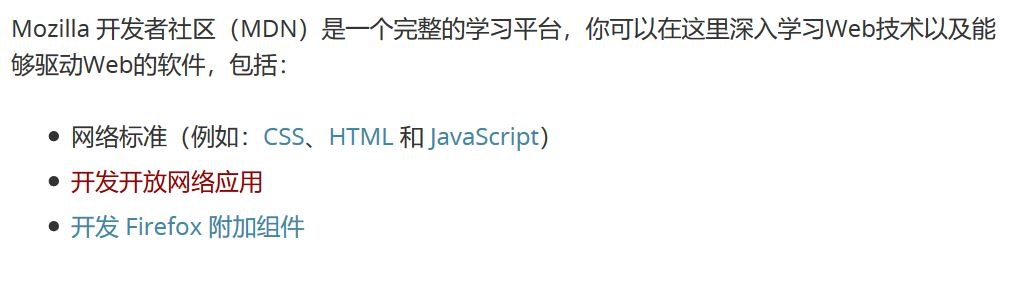 Mozilla 开发者社区（MDN）是一个完整的学习平台，你可以在这里深入学习Web技术以及能
够驱动Web的软件，包括：
网络标准（例如：CSS、HTML 和 JavaScript）
开发开放网络应用
开发 Firefox 附加组件